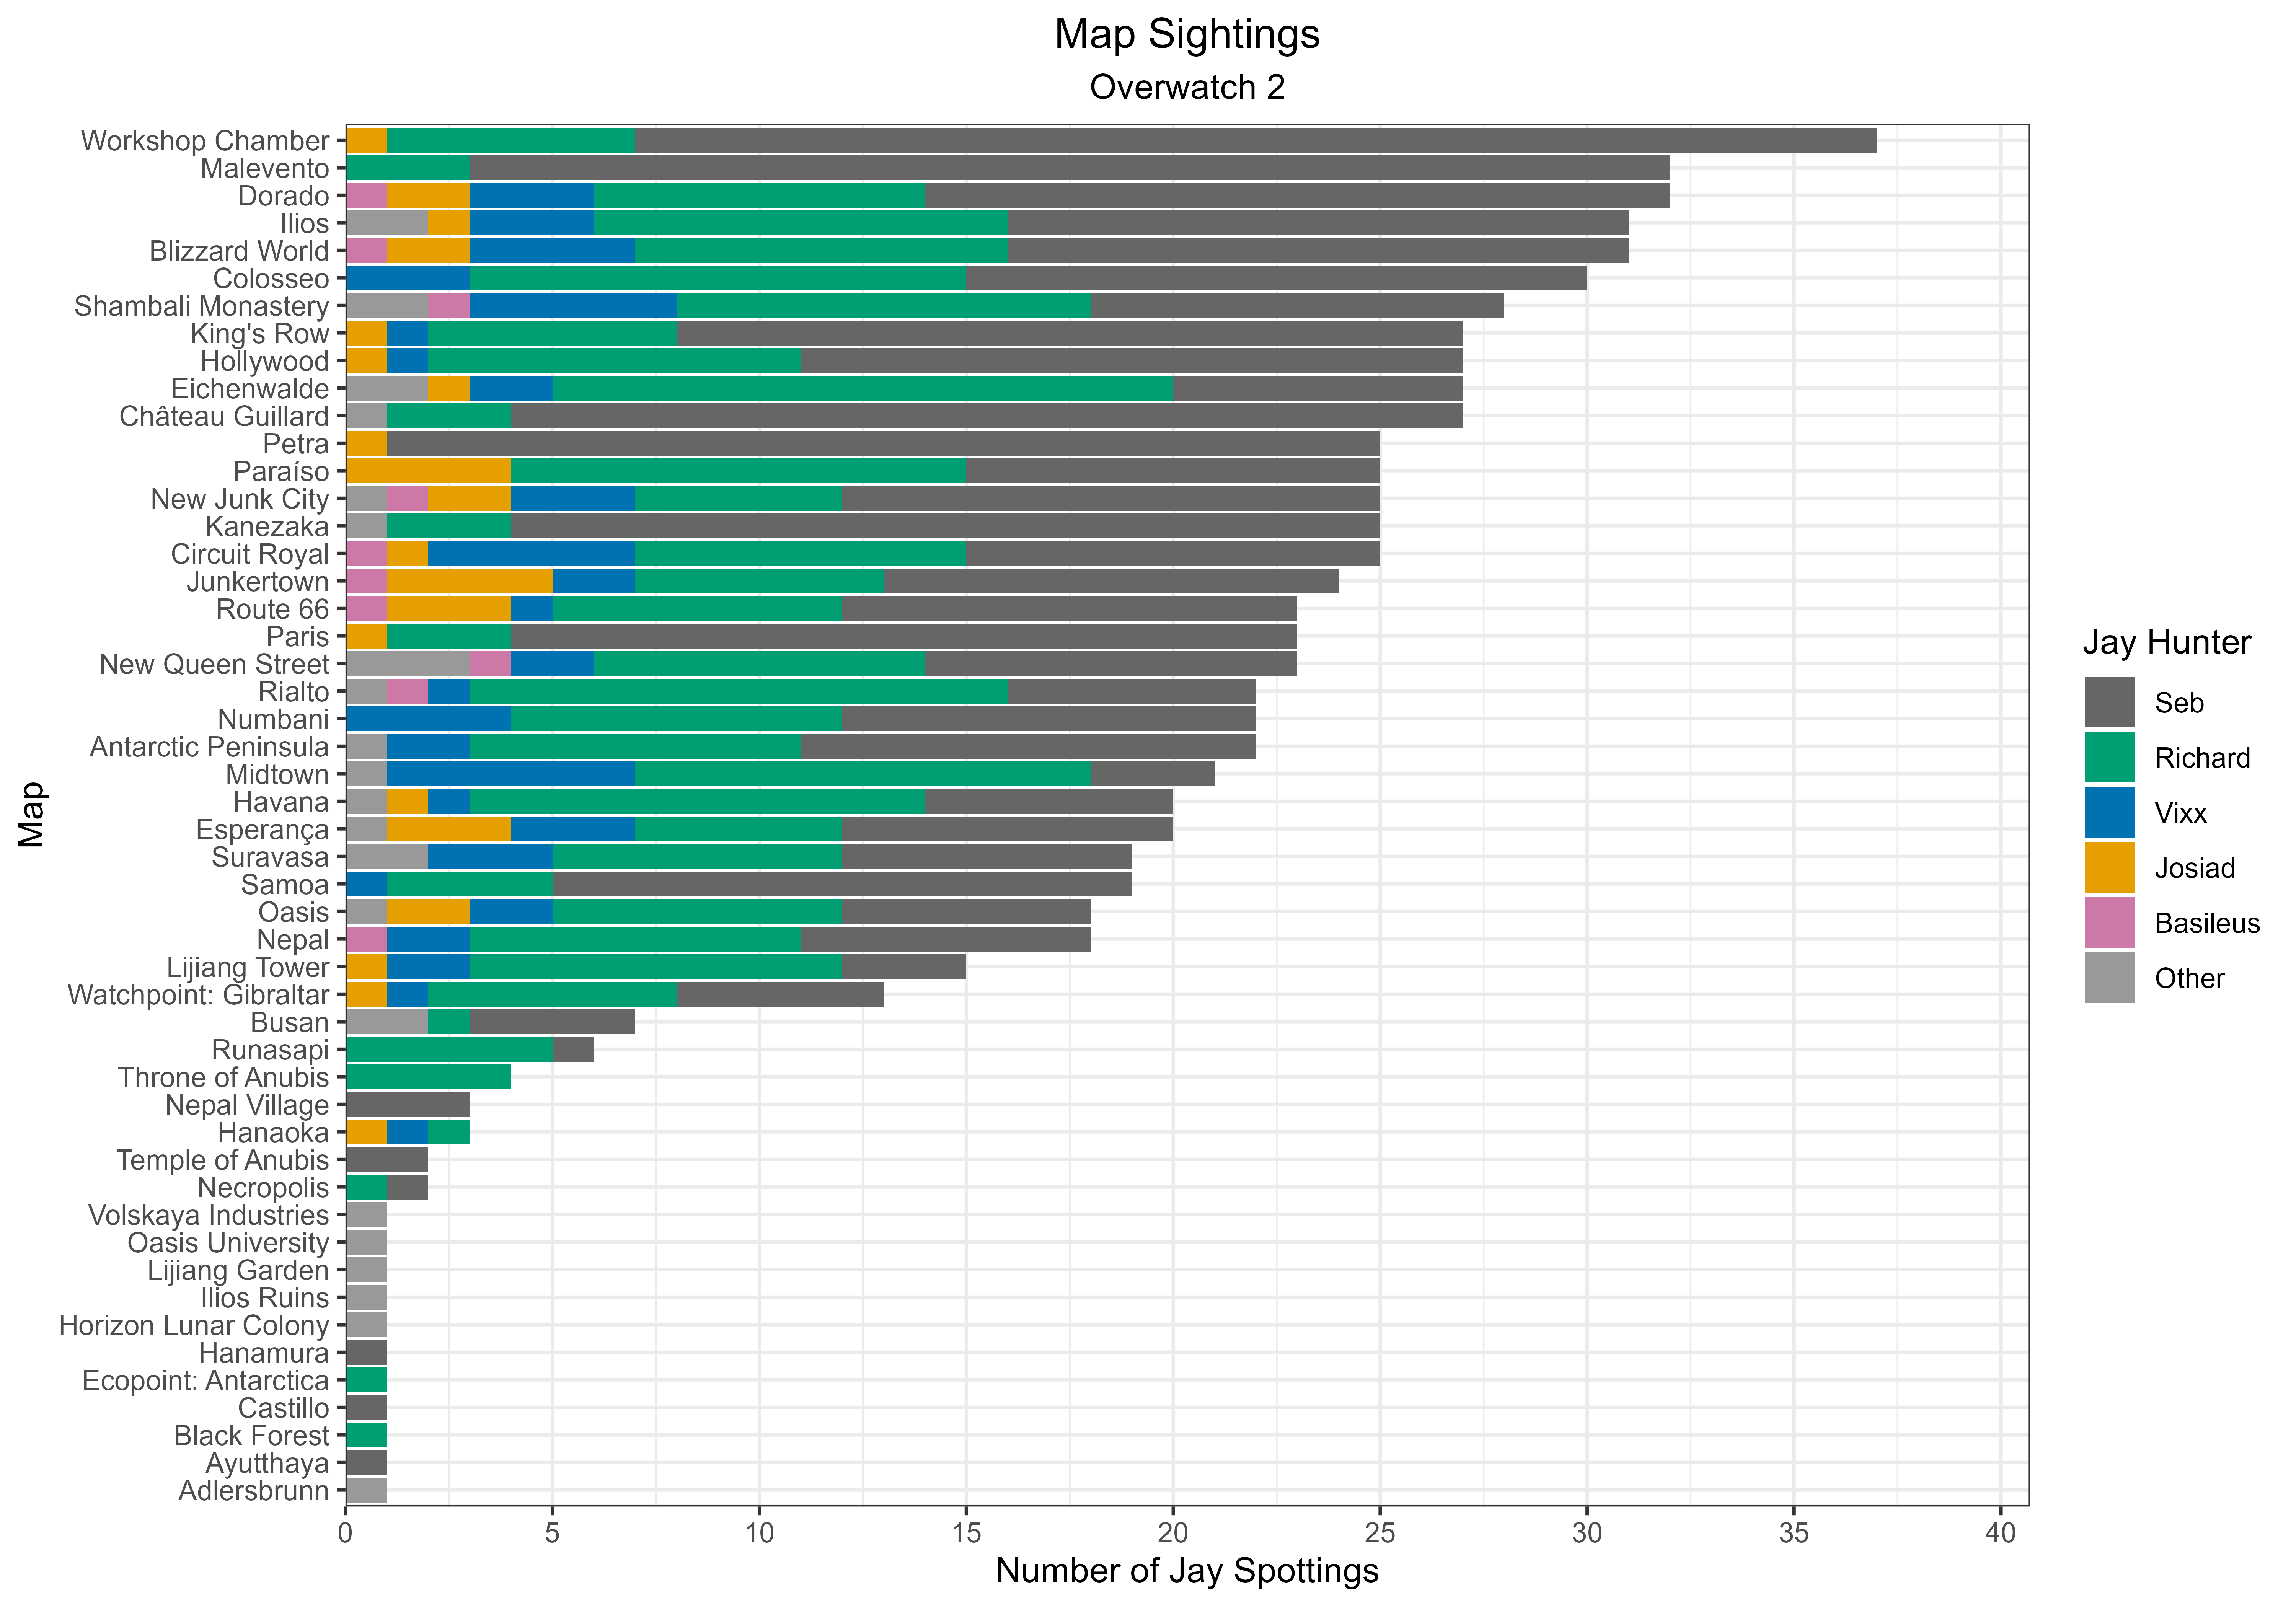 Map Sightings
Overwatch 2
Map
Workshop Chamber
Malevento
Dorado
Ilios
Blizzard World
Colosseo
Shambali Monastery
King's Row
Hollywood
Eichenwalde
Château Guillard
Petra
Paraíso
New Junk City
Kanezaka
Circuit Royal
Junkertown
Route 66
Paris
New Queen Street
Rialto
Numbani
Antarctic Peninsula
Midtown
Havana
Esperança
Suravasa
Samoa
Oasis
Nepal
Lijiang Tower
Watchpoint: Gibraltar
Busan
Runasapi
Throne of Anubis
Nepal Village
Hanaoka
Temple of Anubis
Necropolis
Volskaya Industries
Oasis University
Lijiang Garden
Ilios Ruins
Horizon Lunar Colony
Hanamura
Ecopoint: Antarctica
Castillo
Black Forest
Ayutthaya
Adlersbrunn
0 5 10 15 20 25 30 35 40
Number of Jay Spottings
Jay Hunter
Seb
Richard
Vixx
Josiad
Basileus
Other